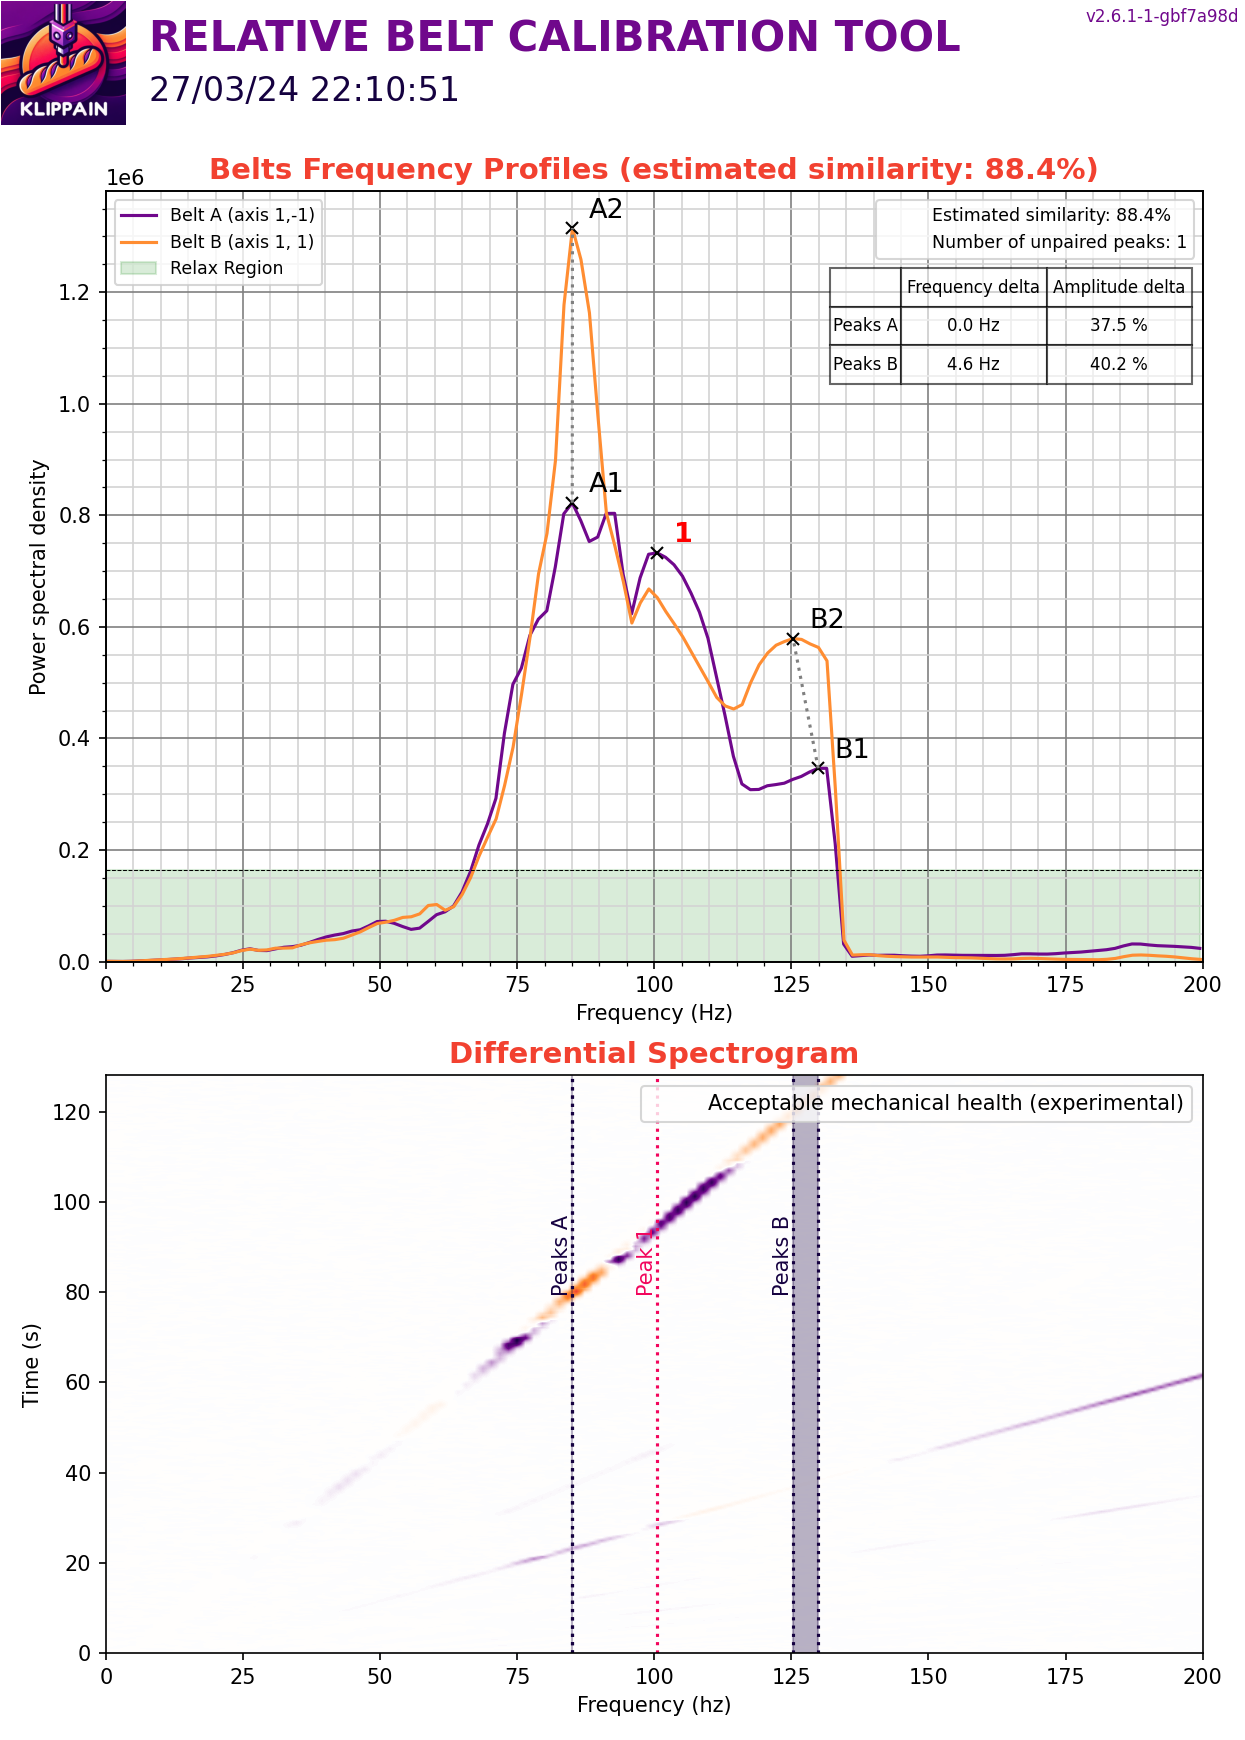 v2.6.1-1-gbf7a98d
RELATIVE BELT CALIBRATION TOOL
27/03/24 22:10:51
KLIPPAIN
Belts Frequency Profiles (estimated similarity: 88.4%)
1e6
Belt A (axis 1,-1)
Belt B (axis 1, 1)
Relax Region
Estimated similarity: 88.4%
Number of unpaired peaks: 1
Frequency delta Amplitude delta
Peaks A 0.0 Hz 37.5 %
Peaks B 4.6 Hz 40.2 %
A2
A1
1
B2
B1
Power spectral density
1.2
1.0
0.8
0.6
0.4
0.2
0.0
0 25 50 75 100 125 150 175 200
Frequency (Hz)
Differential Spectrogram
Acceptable mechanical health (experimental)
Peaks A
Peak 1
Peaks B
Time (s)
120
100
80
60
40
20
0
0 25 50 75 100 125 150 175 200
Frequency (hz)